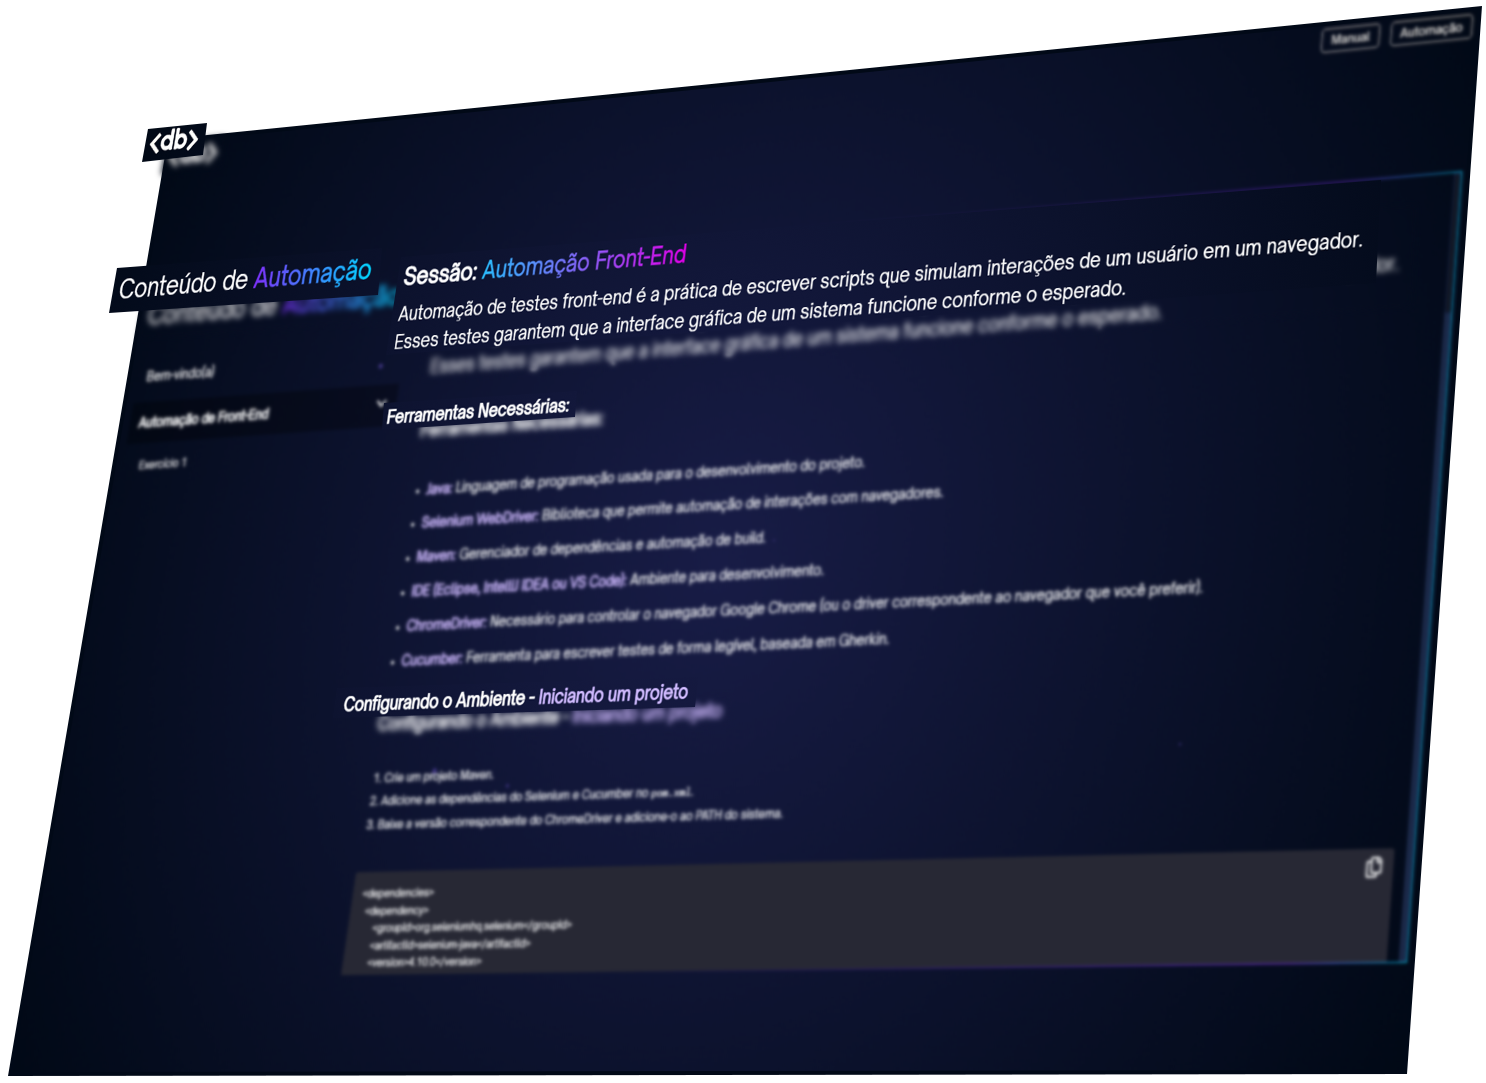 Manual
Automação
<db>
Conteúdo de Automação
Bem-vindo(a)
Automação de Front-End
Exercício 1
Sessão: Automação Front-End
Automação de testes front-end é a prática de escrever scripts que simulam interações de um usuário em um navegador.
Esses testes garantem que a interface gráfica de um sistema funcione conforme o esperado.
Ferramentas Necessárias:
• Java: Linguagem de programação usada para o desenvolvimento do projeto.
• Selenium WebDriver: Biblioteca que permite automação de interações com navegadores.
• Maven: Gerenciador de dependências e automação de build.
• IDE (Eclipse, IntelliJ IDEA ou VS Code): Ambiente para desenvolvimento.
• ChromeDriver: Necessário para controlar o navegador Google Chrome (ou o driver correspondente ao navegador que você preferir).
• Cucumber: Ferramenta para escrever testes de forma legível, baseada em Gherkin.
Configurando o Ambiente - Iniciando um projeto
1. Crie um projeto Maven.
2. Adicione as dependências do Selenium e Cucumber no pom.xml.
3. Baixe a versão correspondente do ChromeDriver e adicione-o ao PATH do sistema.
<dependencies>
<dependency>
<groupId>org.seleniumhq.selenium</groupId>
<artifactId>selenium-java</artifactId>
<version>4.10.0</version>